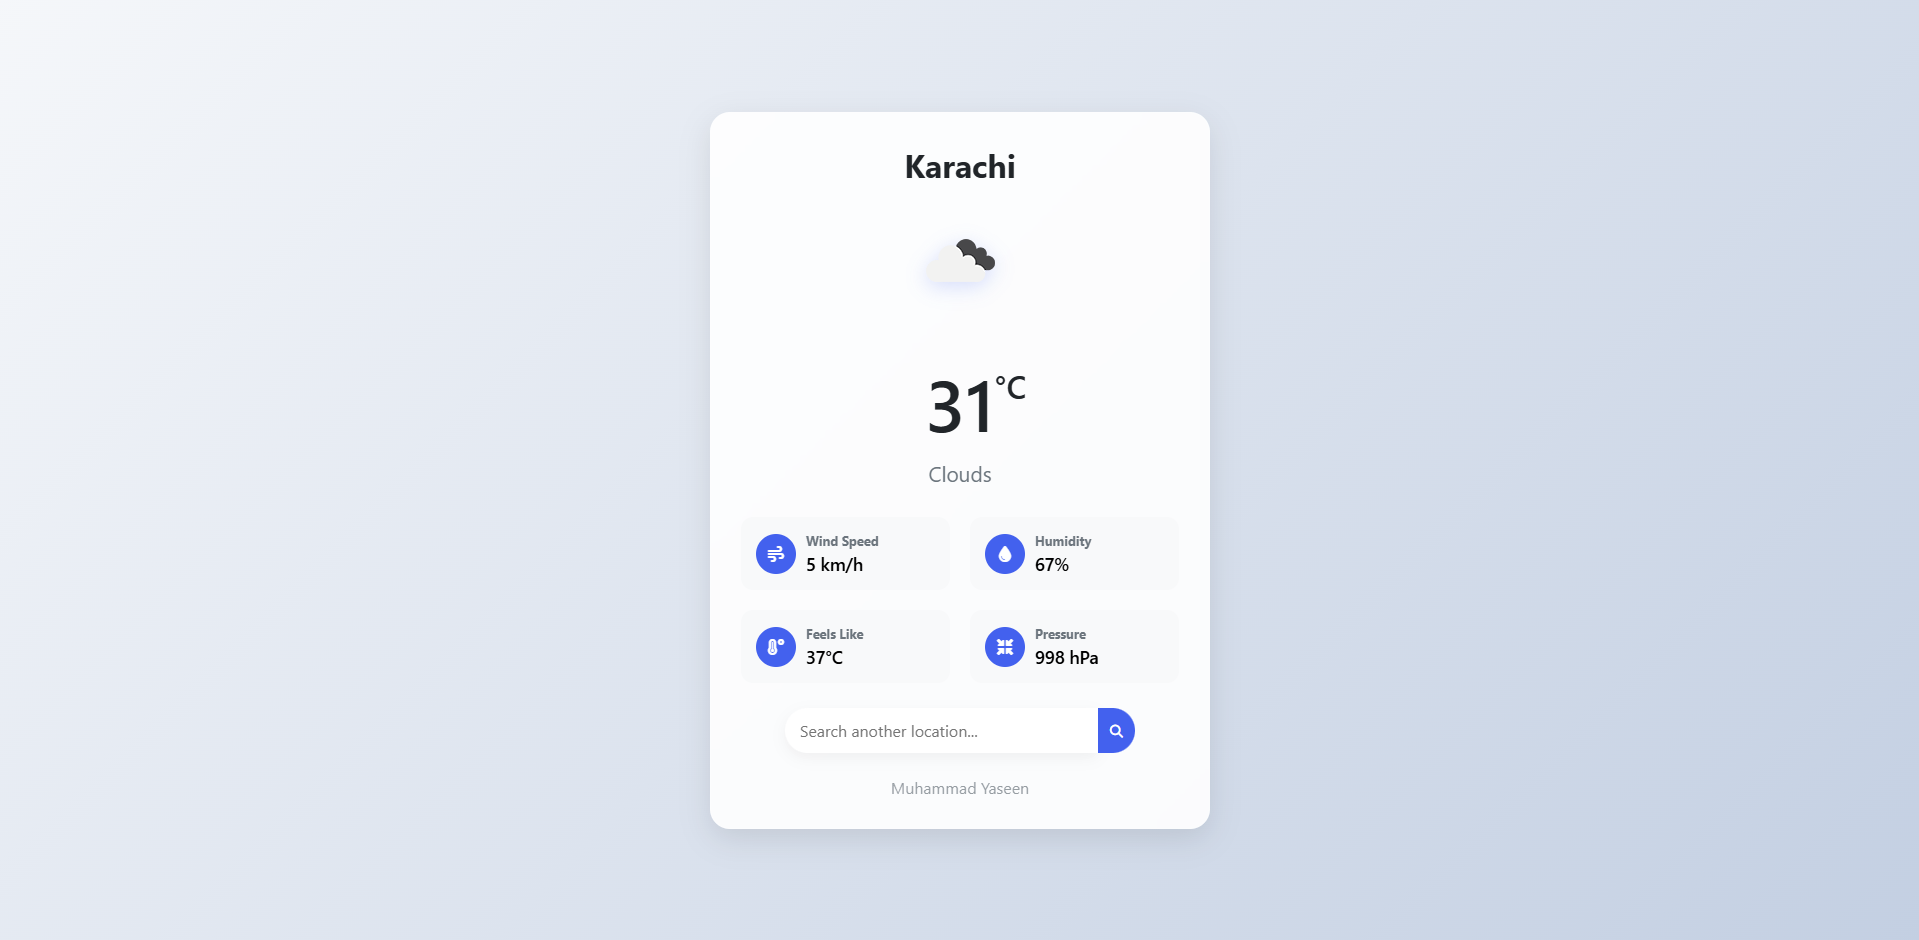 Karachi
31°C
Clouds
Wind Speed
5 km/h
Humidity
67%
Feels Like
37°C
Pressure
998 hPa
Search another location...
Muhammad Yaseen